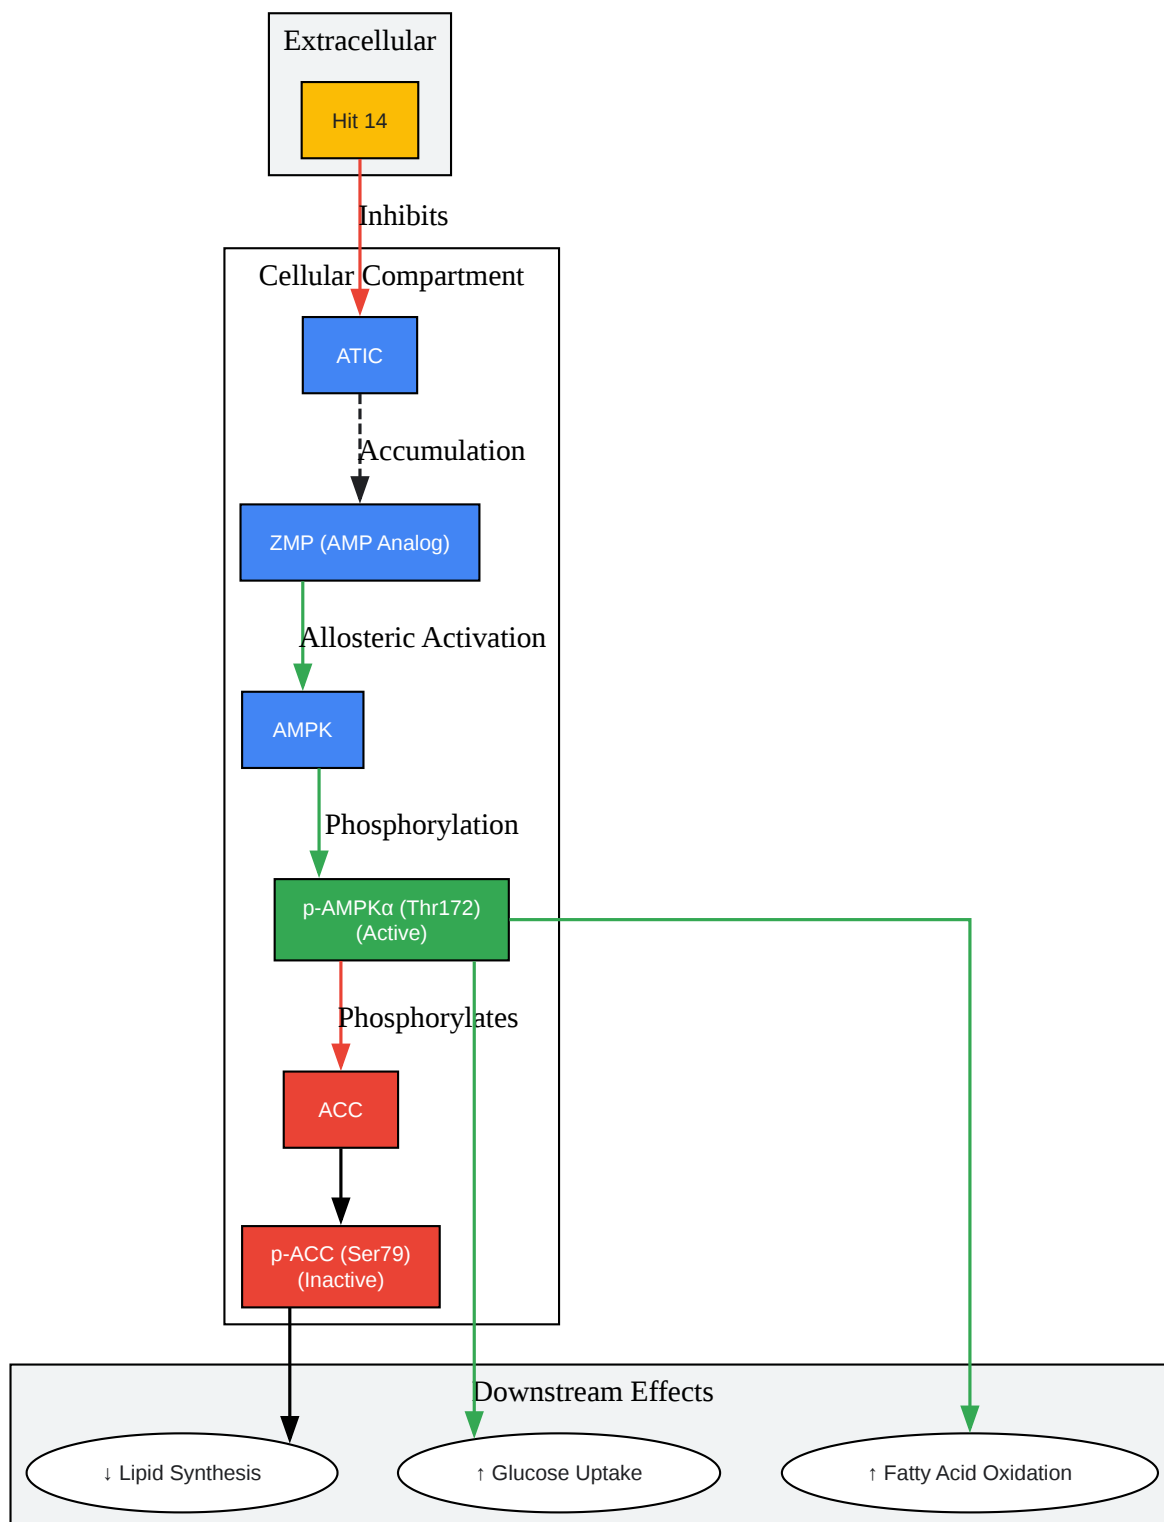 Extracellular
Hit 14
Inhibits
Cellular Compartment
ATIC
Accumulation
ZMP (AMP Analog)
Allosteric Activation
AMPK
Phosphorylation
p-AMPKα (Thr172)
(Active)
Phosphorylates
ACC
p-ACC (Ser79)
(Inactive)
Downstream Effects
↓ Lipid Synthesis
↑ Glucose Uptake
↑ Fatty Acid Oxidation